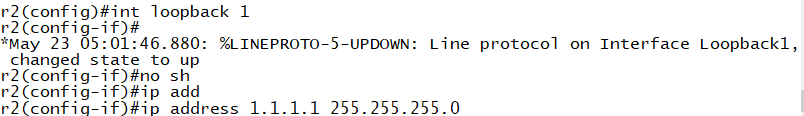 r2(config)#int loopback 1
r2(config-if)#
*May 23 05:01:46.880: %LINEPROTO-5-UPDOWN: Line protocol on Interface Loopback1,
 changed state to up
r2(config-if)#no sh
r2(config-if)#ip add
r2(config-if)#ip address 1.1.1.1 255.255.255.0